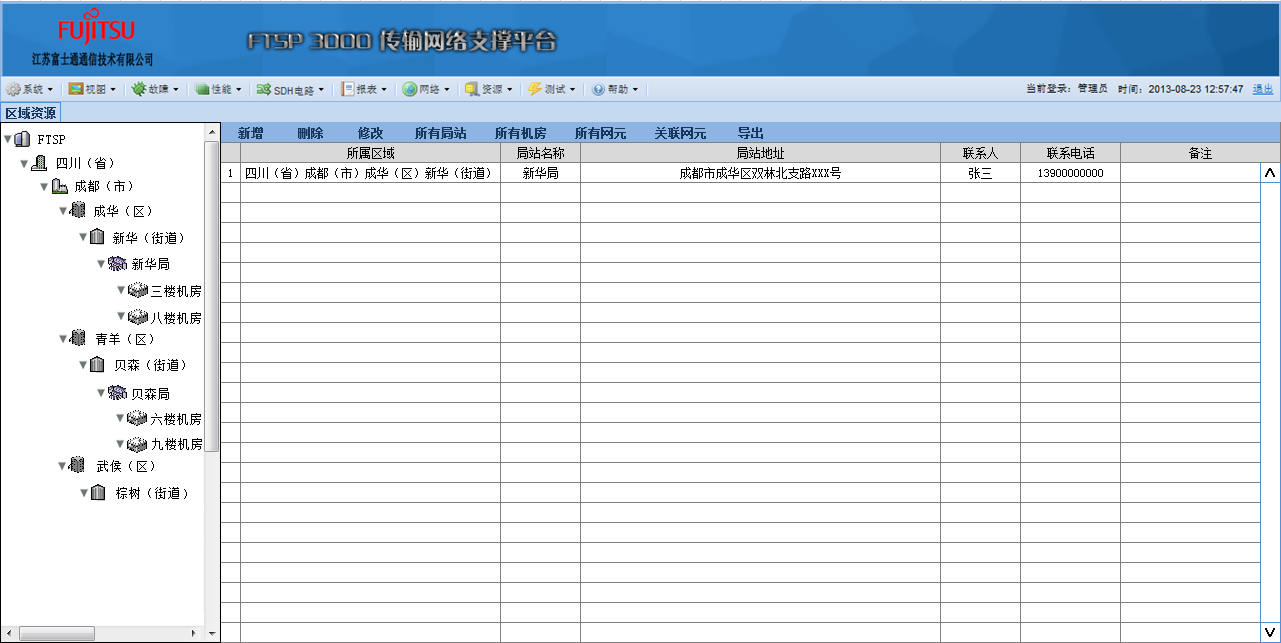 FUJITSU
江苏富士通通信技术有限公司
FTSP 3000 传输网络支撑平台
系统 视图 故障 性能 SDH电路 报表 网络 资源 测试 帮助 当前登录: 管理员 时间: 2013-08-23 12:57:47 退出
区域资源
FTSP
四川（省）
成都（市）
成华（区）
新华（街道）
新华局
三楼机房
八楼机房
青羊（区）
贝森（街道）
贝森局
六楼机房
九楼机房
武侯（区）
棕树（街道）
新增 删除 修改 所有局站 所有机房 所有网元 关联网元 导出
所属区域 局站名称 局站地址 联系人 联系电话 备注
1 四川（省）成都（市）成华（区）新华（街道） 新华局 成都市成华区双林北支路XXX号 张三 13900000000